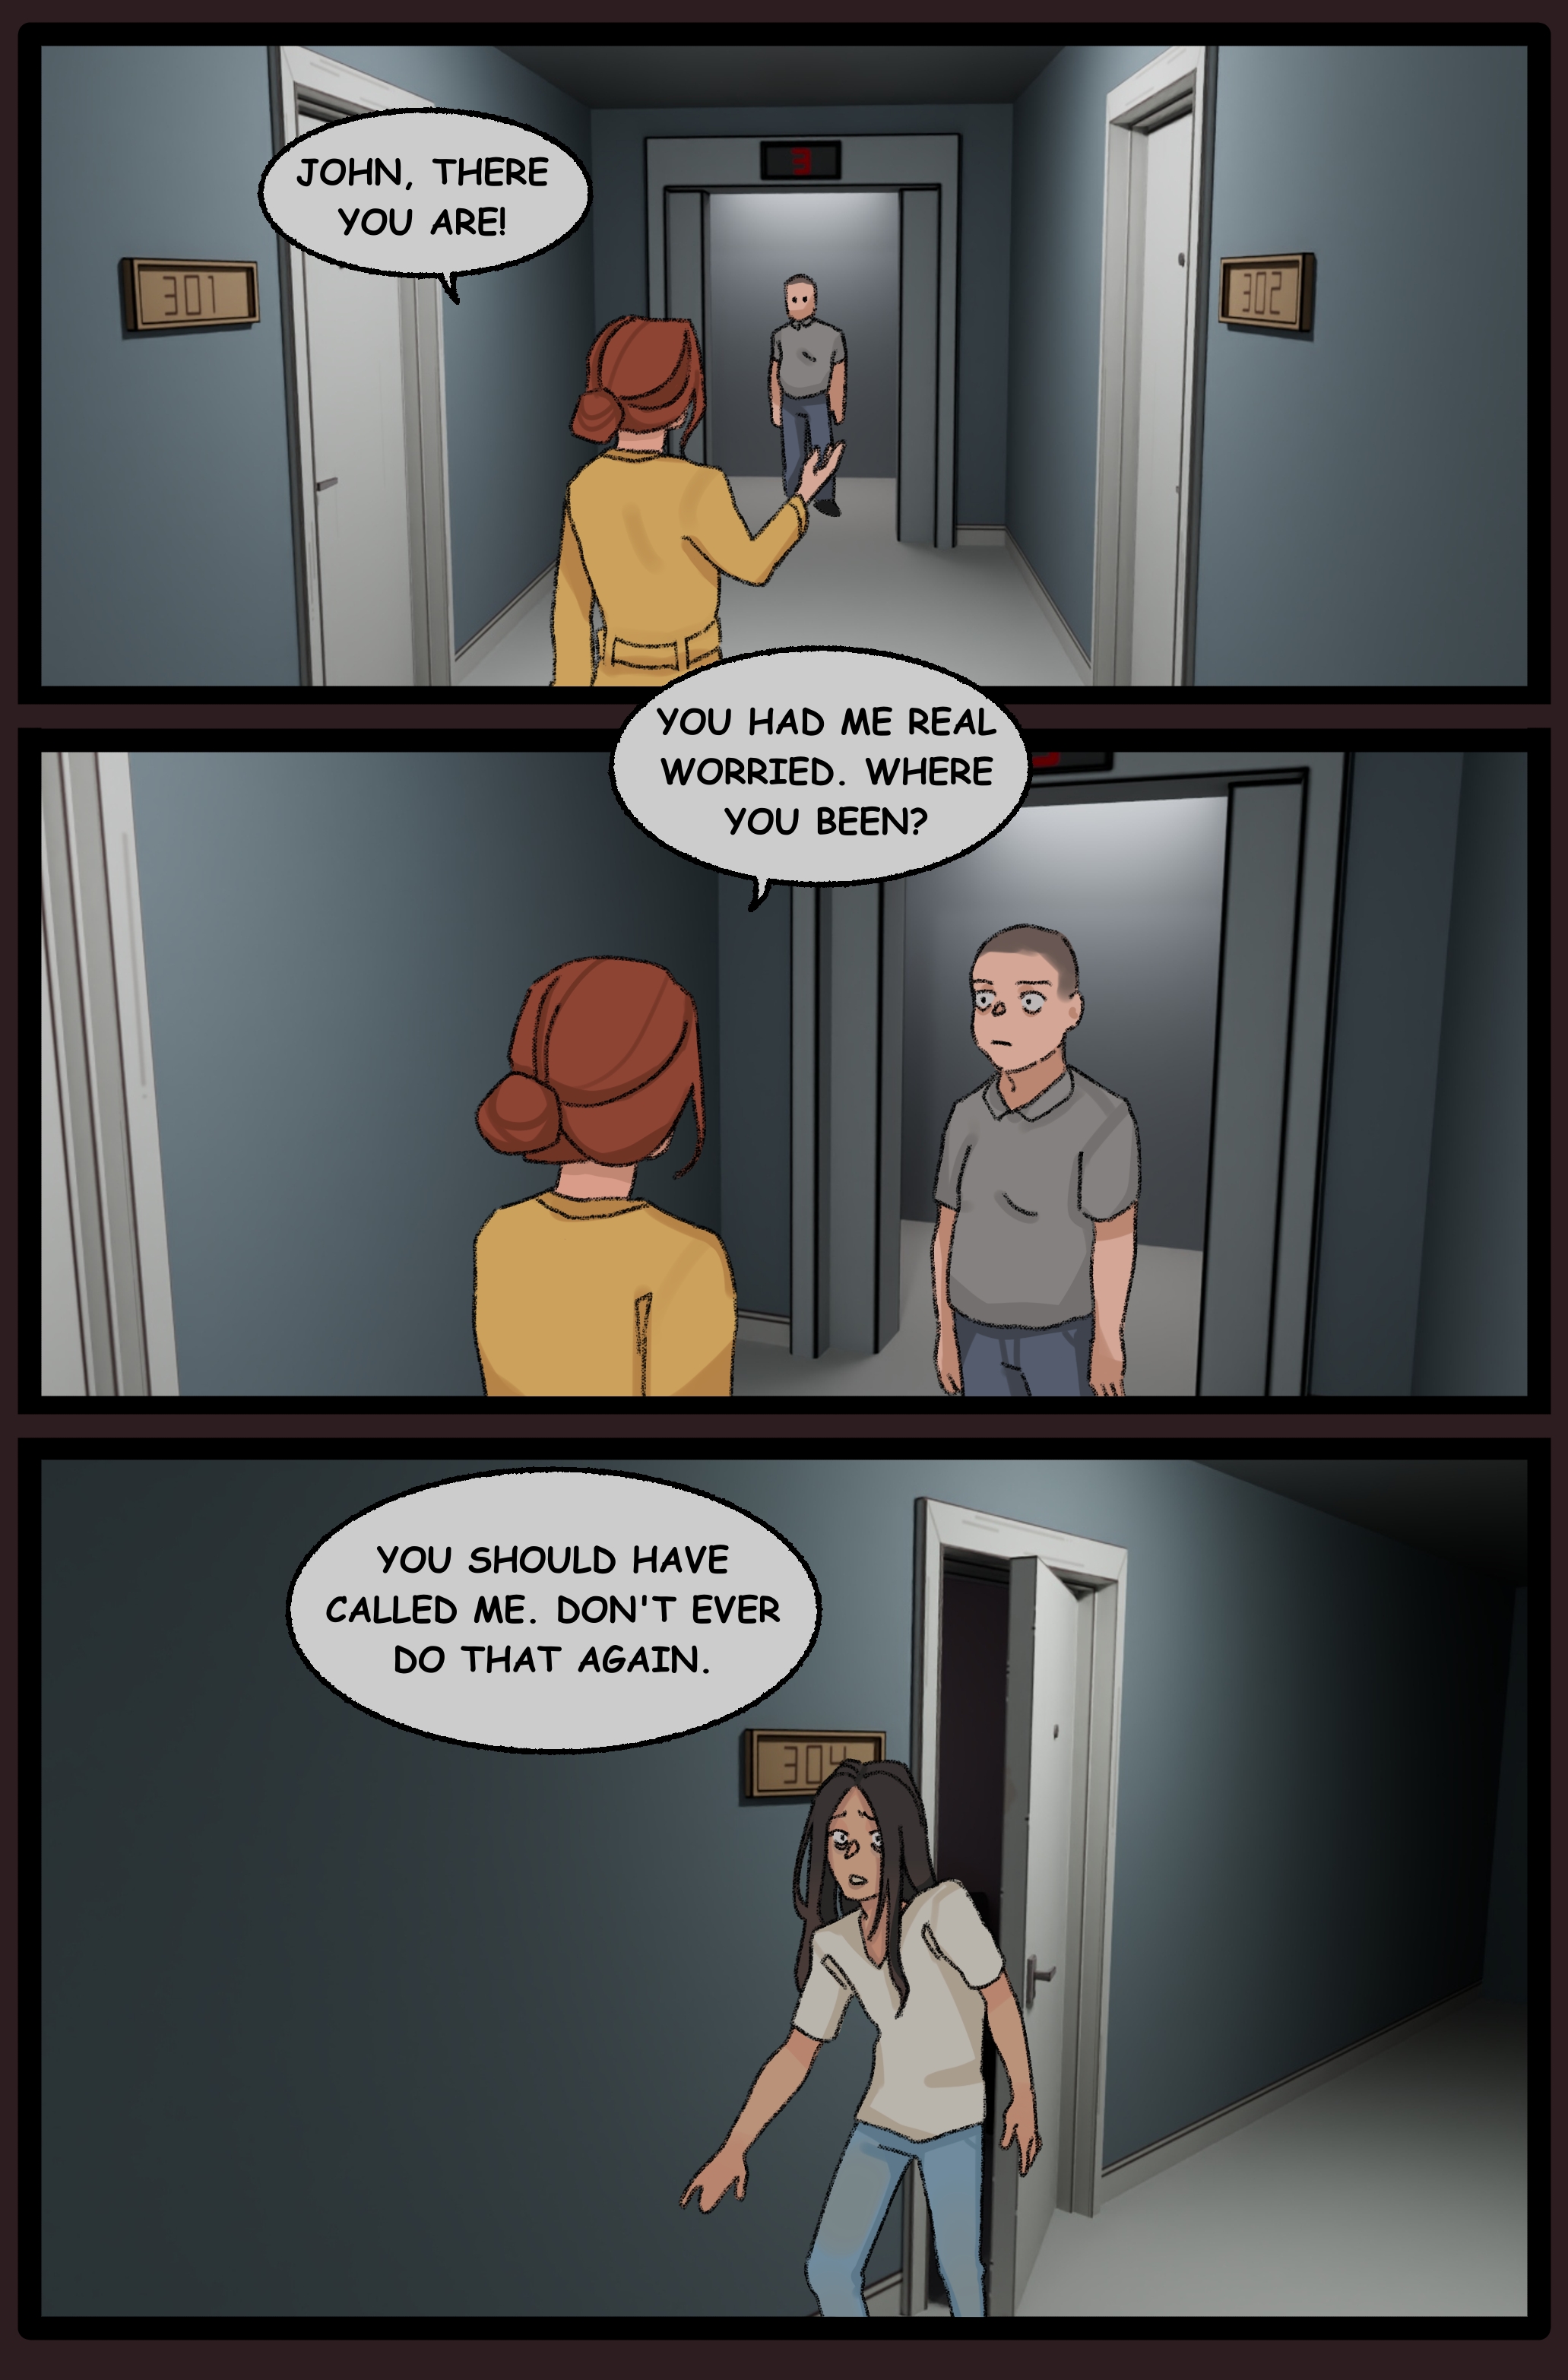 JOHN, THERE
YOU ARE!
3
301
302
YOU HAD ME REAL
WORRIED. WHERE
YOU BEEN?
YOU SHOULD HAVE
CALLED ME. DON'T EVER
DO THAT AGAIN.
304